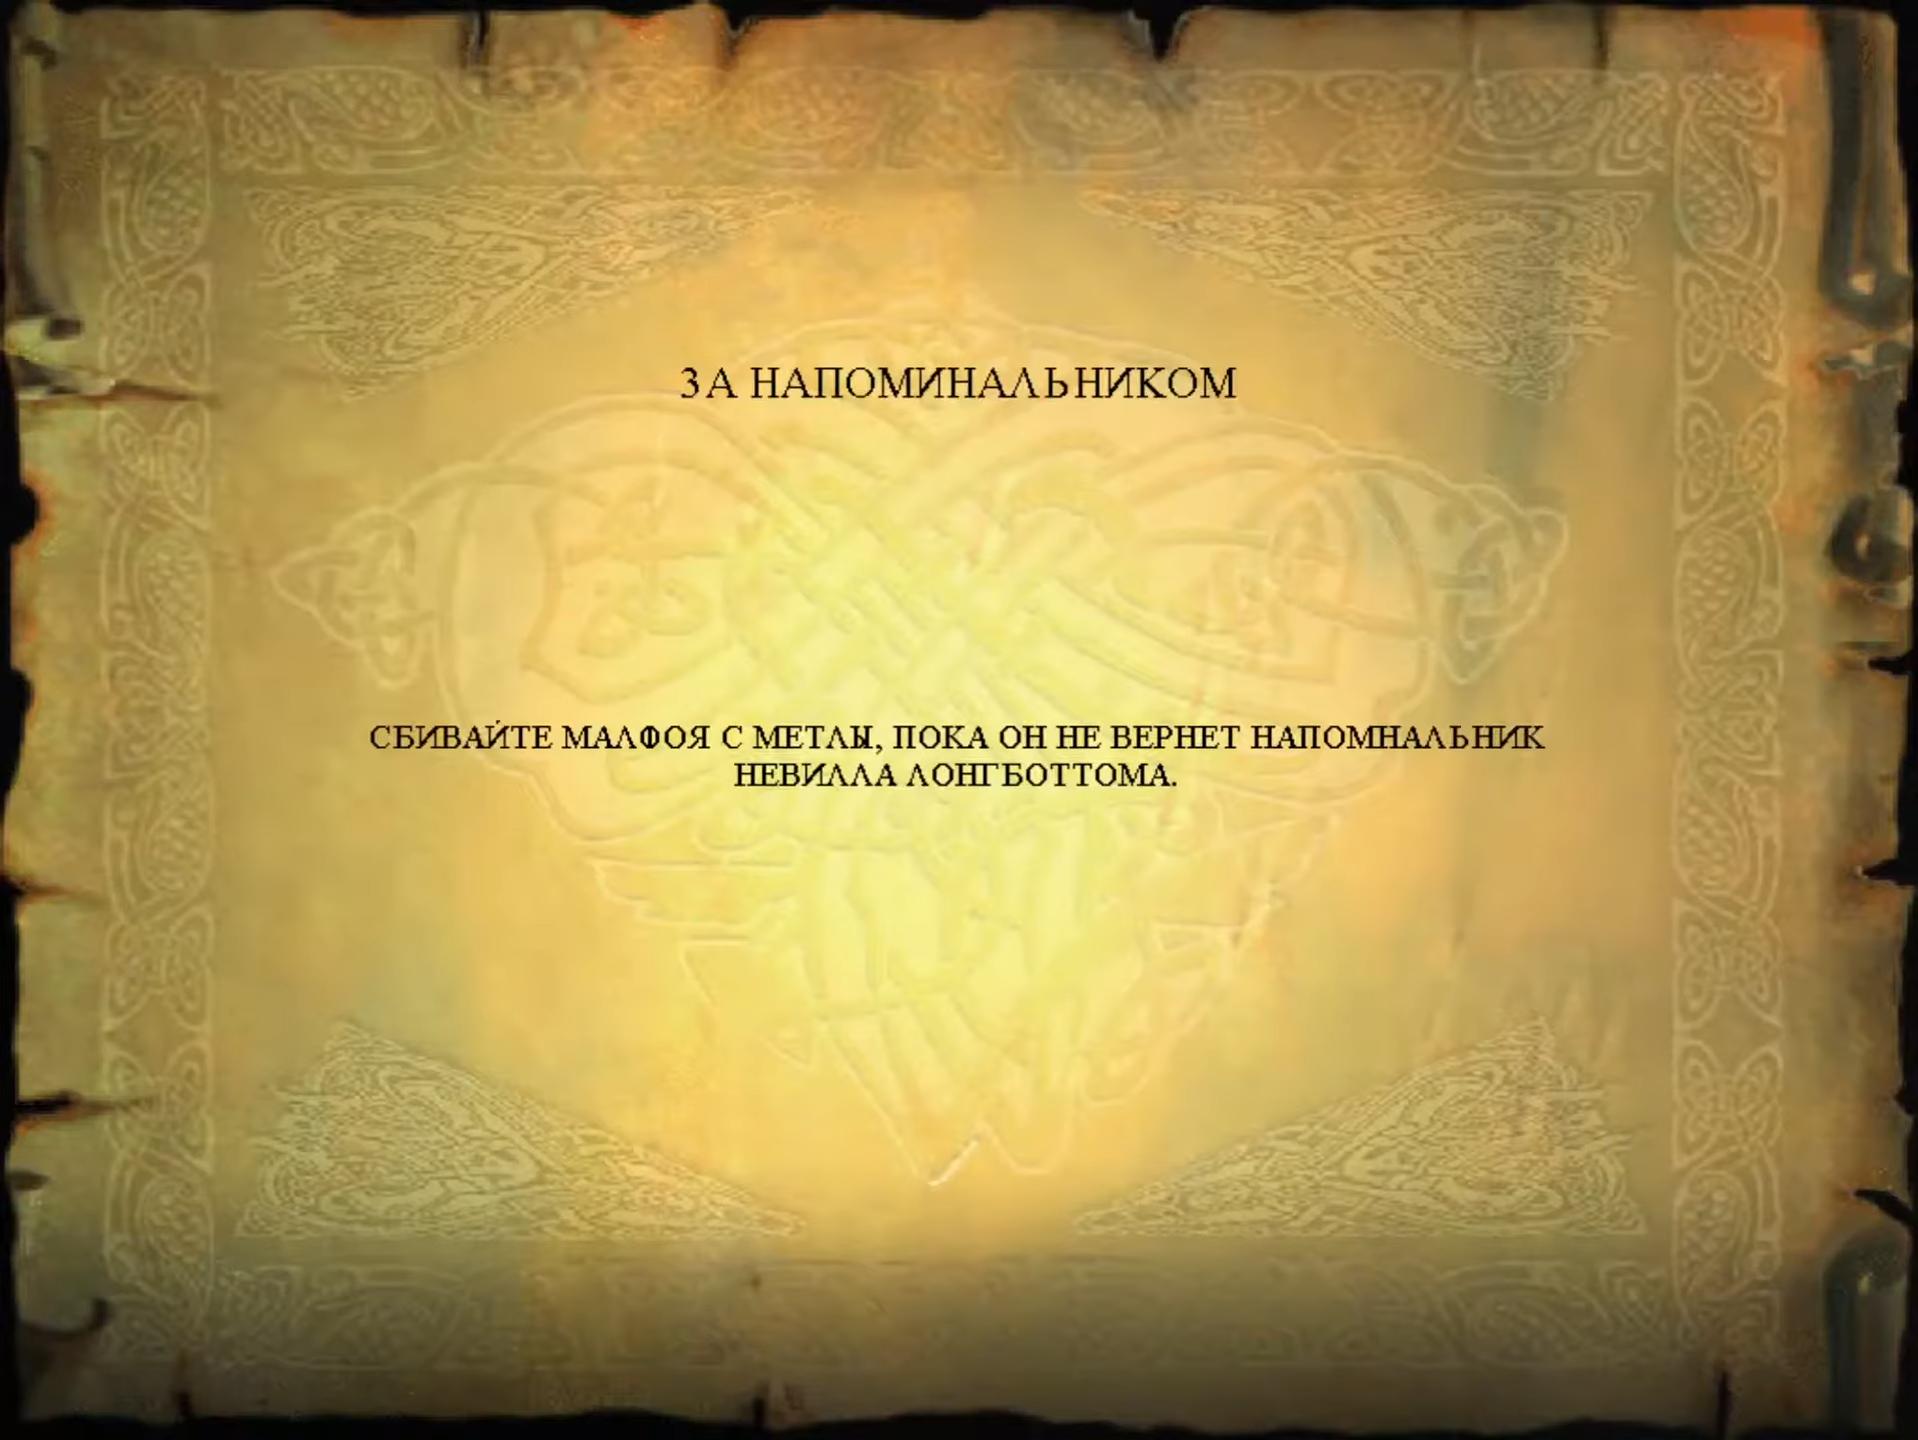 ЗА НАПОМИНАЛЬНИКОМ
СБИВАЙТЕ МАЛФОЯ С МЕТЛЫ, ПОКА ОН НЕ ВЕРНЕТ НАПОМНАЛЬНИК
НЕВИЛЛА ЛОНГБОТТОМА.